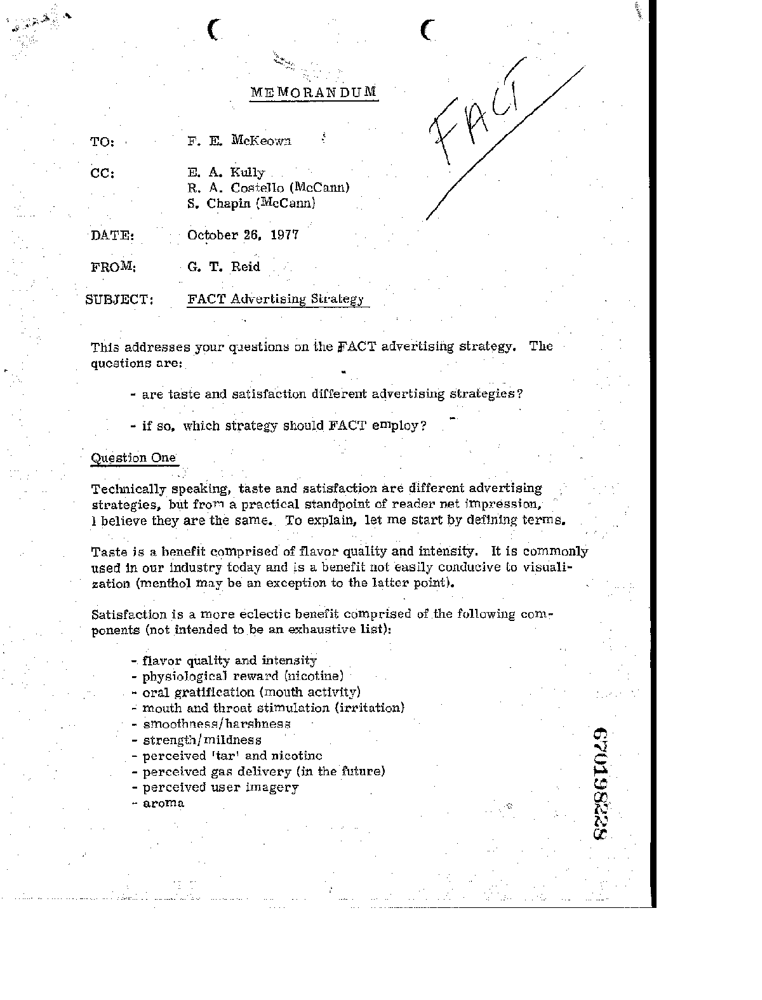 FACT
MEMORANDUM
TO: F. E. McKeown
CC: E. A. Kully
R. A. Costello (McCann)
S. Chapin (McCann)
DATE: October 26, 1977
FROM: G. T. Reid
SUBJECT: FACT Advertising Strategy
This addresses your questions on the FACT advertising strategy. The
questions are:
- are taste and satisfaction different advertising strategies?
- if so, which strategy should FACT employ?
Question One
Technically speaking, taste and satisfaction are different advertising
strategies, but from a practical standpoint of reader net impression,
I believe they are the same. To explain, let me start by defining terms.
Taste is a benefit comprised of flavor quality and intensity. It is commonly
used in our industry today and is a benefit not easily conducive to visuali-
zation (menthol may be an exception to the latter point).
Satisfaction is a more eclectic benefit comprised of the following com-
ponents (not intended to be an exhaustive list):
- flavor quality and intensity
- physiological reward (nicotine)
- oral gratification (mouth activity)
- mouth and throat stimulation (irritation)
- smoothness/harshness
- strength/mildness
- perceived 'tar' and nicotine
- perceived gas delivery (in the future)
- perceived user imagery
- aroma
670198228